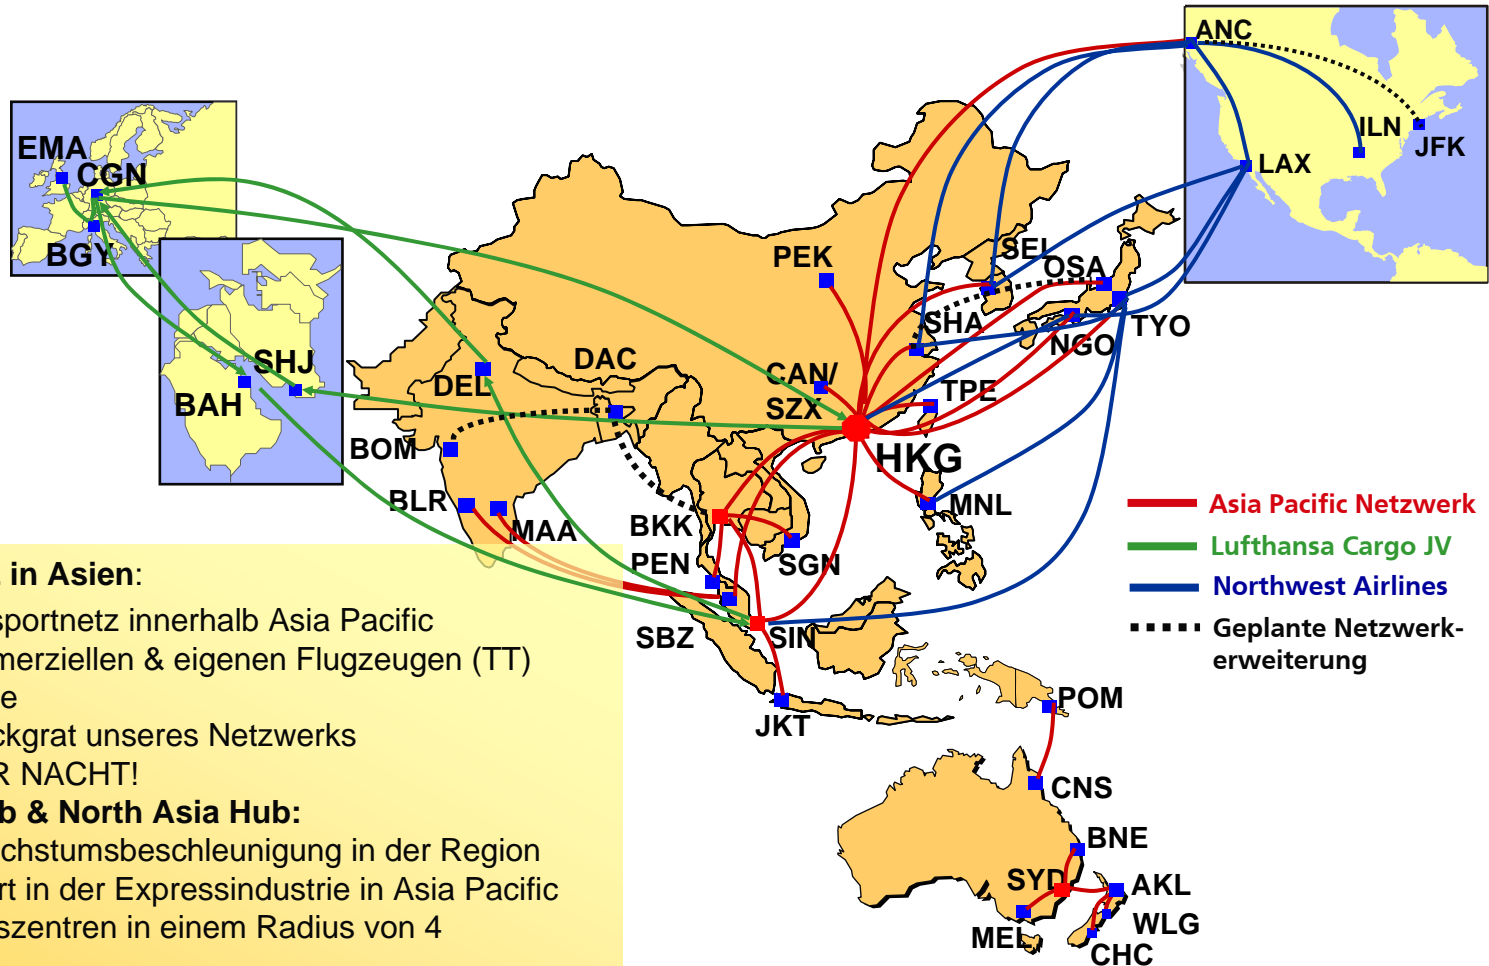 ANC
ILN
JFK
LAX
EMA
CGN
BGY
SHJ
BAH
PEK
SEL
OSA
SHA
TYO
NGO
DAC
DEL
CAN/
SZX
TPE
BOM
HKG
BLR
MAA
BKK
MNL
PEN
SGN
SBZ
SIN
JKT
POM
CNS
BNE
SYD
AKL
WLG
MEL
CHC
Asia Pacific Netzwerk
Lufthansa Cargo JV
Northwest Airlines
Geplante Netzwerk-
erweiterung
in Asien:
sportnetz innerhalb Asia Pacific
merziellen & eigenen Flugzeugen (TT)
e
ckgrat unseres Netzwerks
R NACHT!
b & North Asia Hub:
chstumsbeschleunigung in der Region
rt in der Expressindustrie in Asia Pacific
szentren in einem Radius von 4